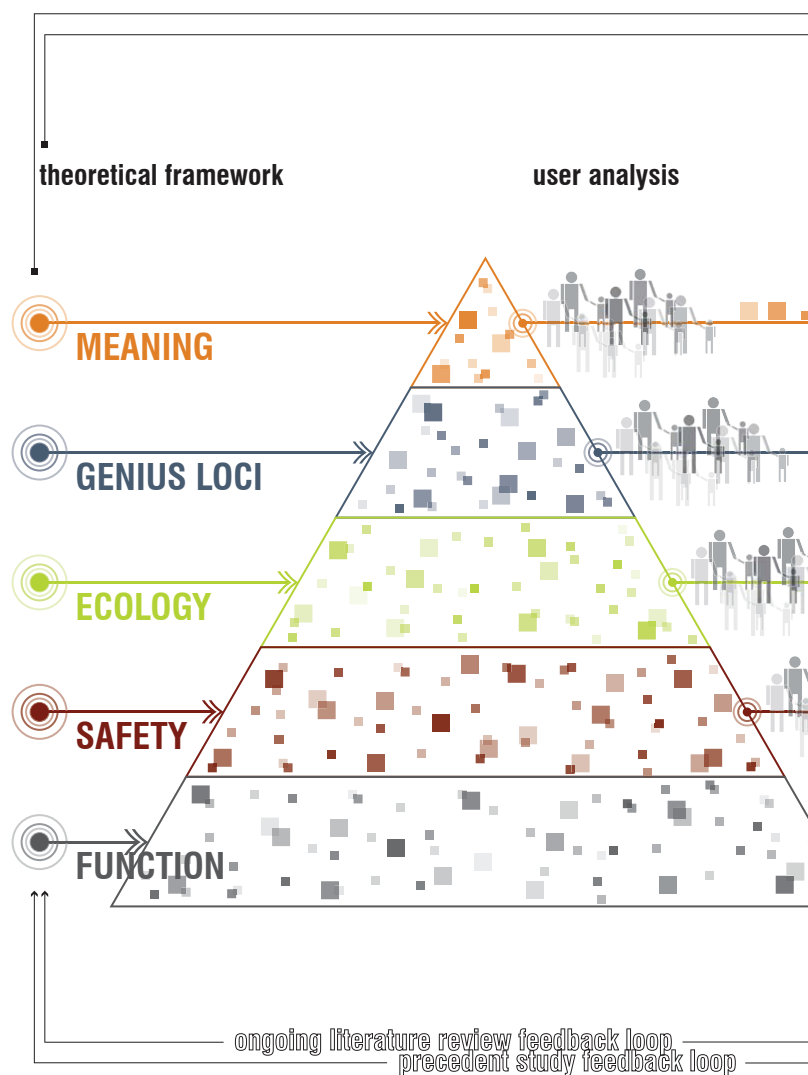 theoretical framework
user analysis
MEANING
GENIUS LOCI
ECOLOGY
SAFETY
FUNCTION
ongoing literature review feedback loop
precedent study feedback loop